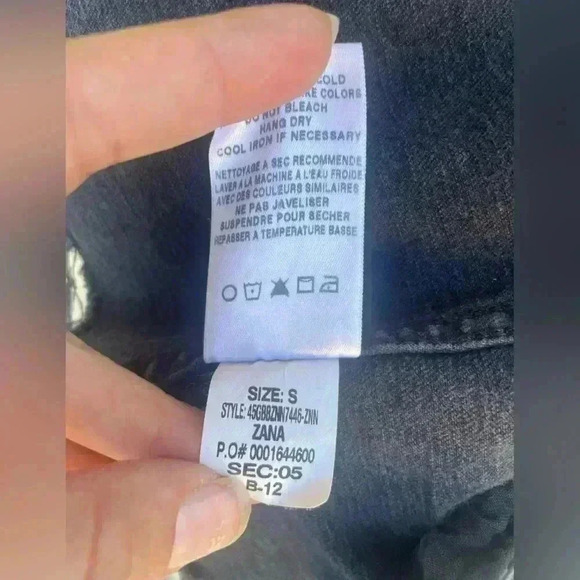 COLD
COLORS
DO NOT BLEACH
HANG DRY
COOL IRON IF NECESSARY
NETTOYAGE A SEC RECOMMENDE
LAVER A LA MACHINE A L'EAU FROIDE
AVEC DES COULEURS SIMILAIRES
NE PAS JAVELISER
SUSPENDRE POUR SECHER
REPASSER A TEMPERATURE BASSE
SIZE: S
STYLE: 45GB8ZNN7446-ZNN
ZANA
P.O# 0001644600
SEC:05
B-12